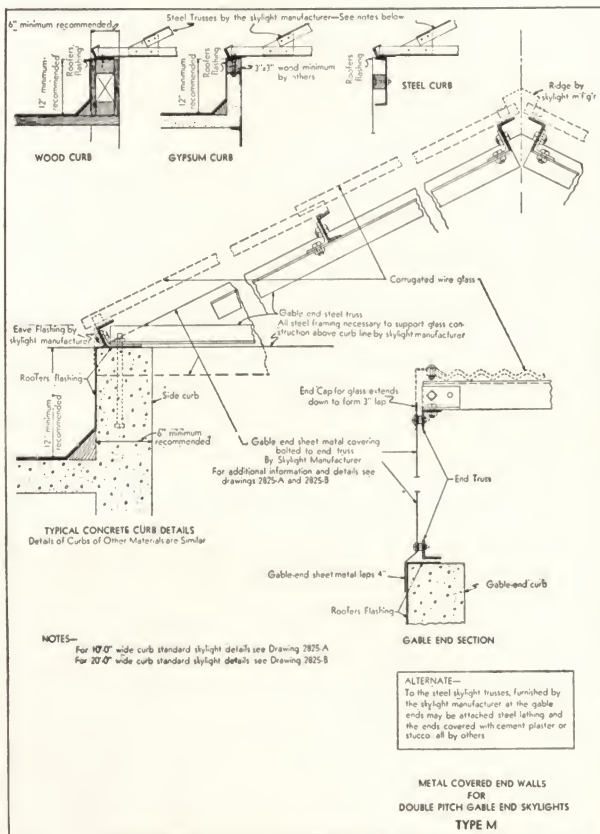 Steel Trusses by the skylight manufacturer—See notes below
6" minimum recommended
Roofers flashing
12" minimum recommended
WOOD CURB
Roofers flashing
12" minimum recommended
3"x3" wood minimum
by others
GYPSUM CURB
Roofers flashing
STEEL CURB
Ridge by
skylight m'f'g'r
Corrugated wire glass
Gable end steel truss
All steel framing necessary to support glass con-
struction above curb line by skylight manufacturer
Eave Flashing by
skylight manufacturer
Roofers flashing
Side curb
12" minimum
recommended
6" minimum
recommended
Gable end sheet metal covering
bolted to end truss
By Skylight Manufacturer
For additional information and details see
drawings 2825-A and 2825-B
TYPICAL CONCRETE CURB DETAILS
Details of Curbs of Other Materials are Similar
End Cap for glass extends
down to form 3" lap
End Truss
Gable-end sheet metal laps 4"
Gable-end curb
Roofers Flashing
GABLE END SECTION
NOTES—
For 10'-0" wide curb standard skylight details see Drawing 2825-A
For 20'-0" wide curb standard skylight details see Drawing 2825-B
ALTERNATE—
To the steel skylight trusses, furnished by
the skylight manufacturer at the gable
ends may be attached steel lathing and
the ends covered with cement plaster or
stucco all by others
METAL COVERED END WALLS
FOR
DOUBLE PITCH GABLE END SKYLIGHTS
TYPE M